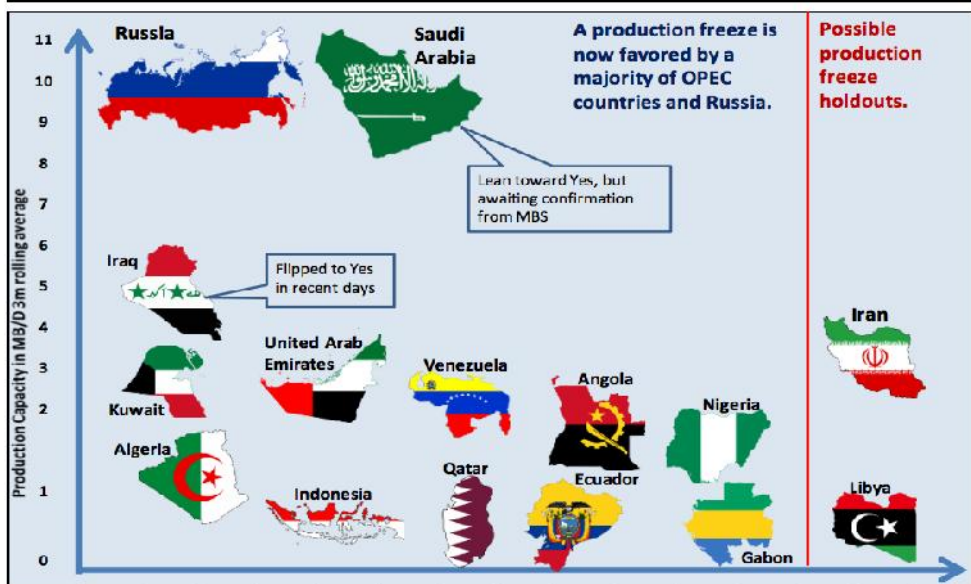 Russia
Saudi
Arabia
A production freeze is
now favored by a
majority of OPEC
countries and Russia.
Possible
production
freeze
holdouts.
Lean toward Yes, but
awaiting confirmation
from MBS
Iraq
Flipped to Yes
in recent days
Iran
United Arab
Emirates
Venezuela
Angola
Nigeria
Kuwait
Algeria
Indonesia
Qatar
Ecuador
Gabon
Libya
Production Capacity in MB/D 3m rolling average
11
10
9
8
7
6
5
4
3
2
1
0